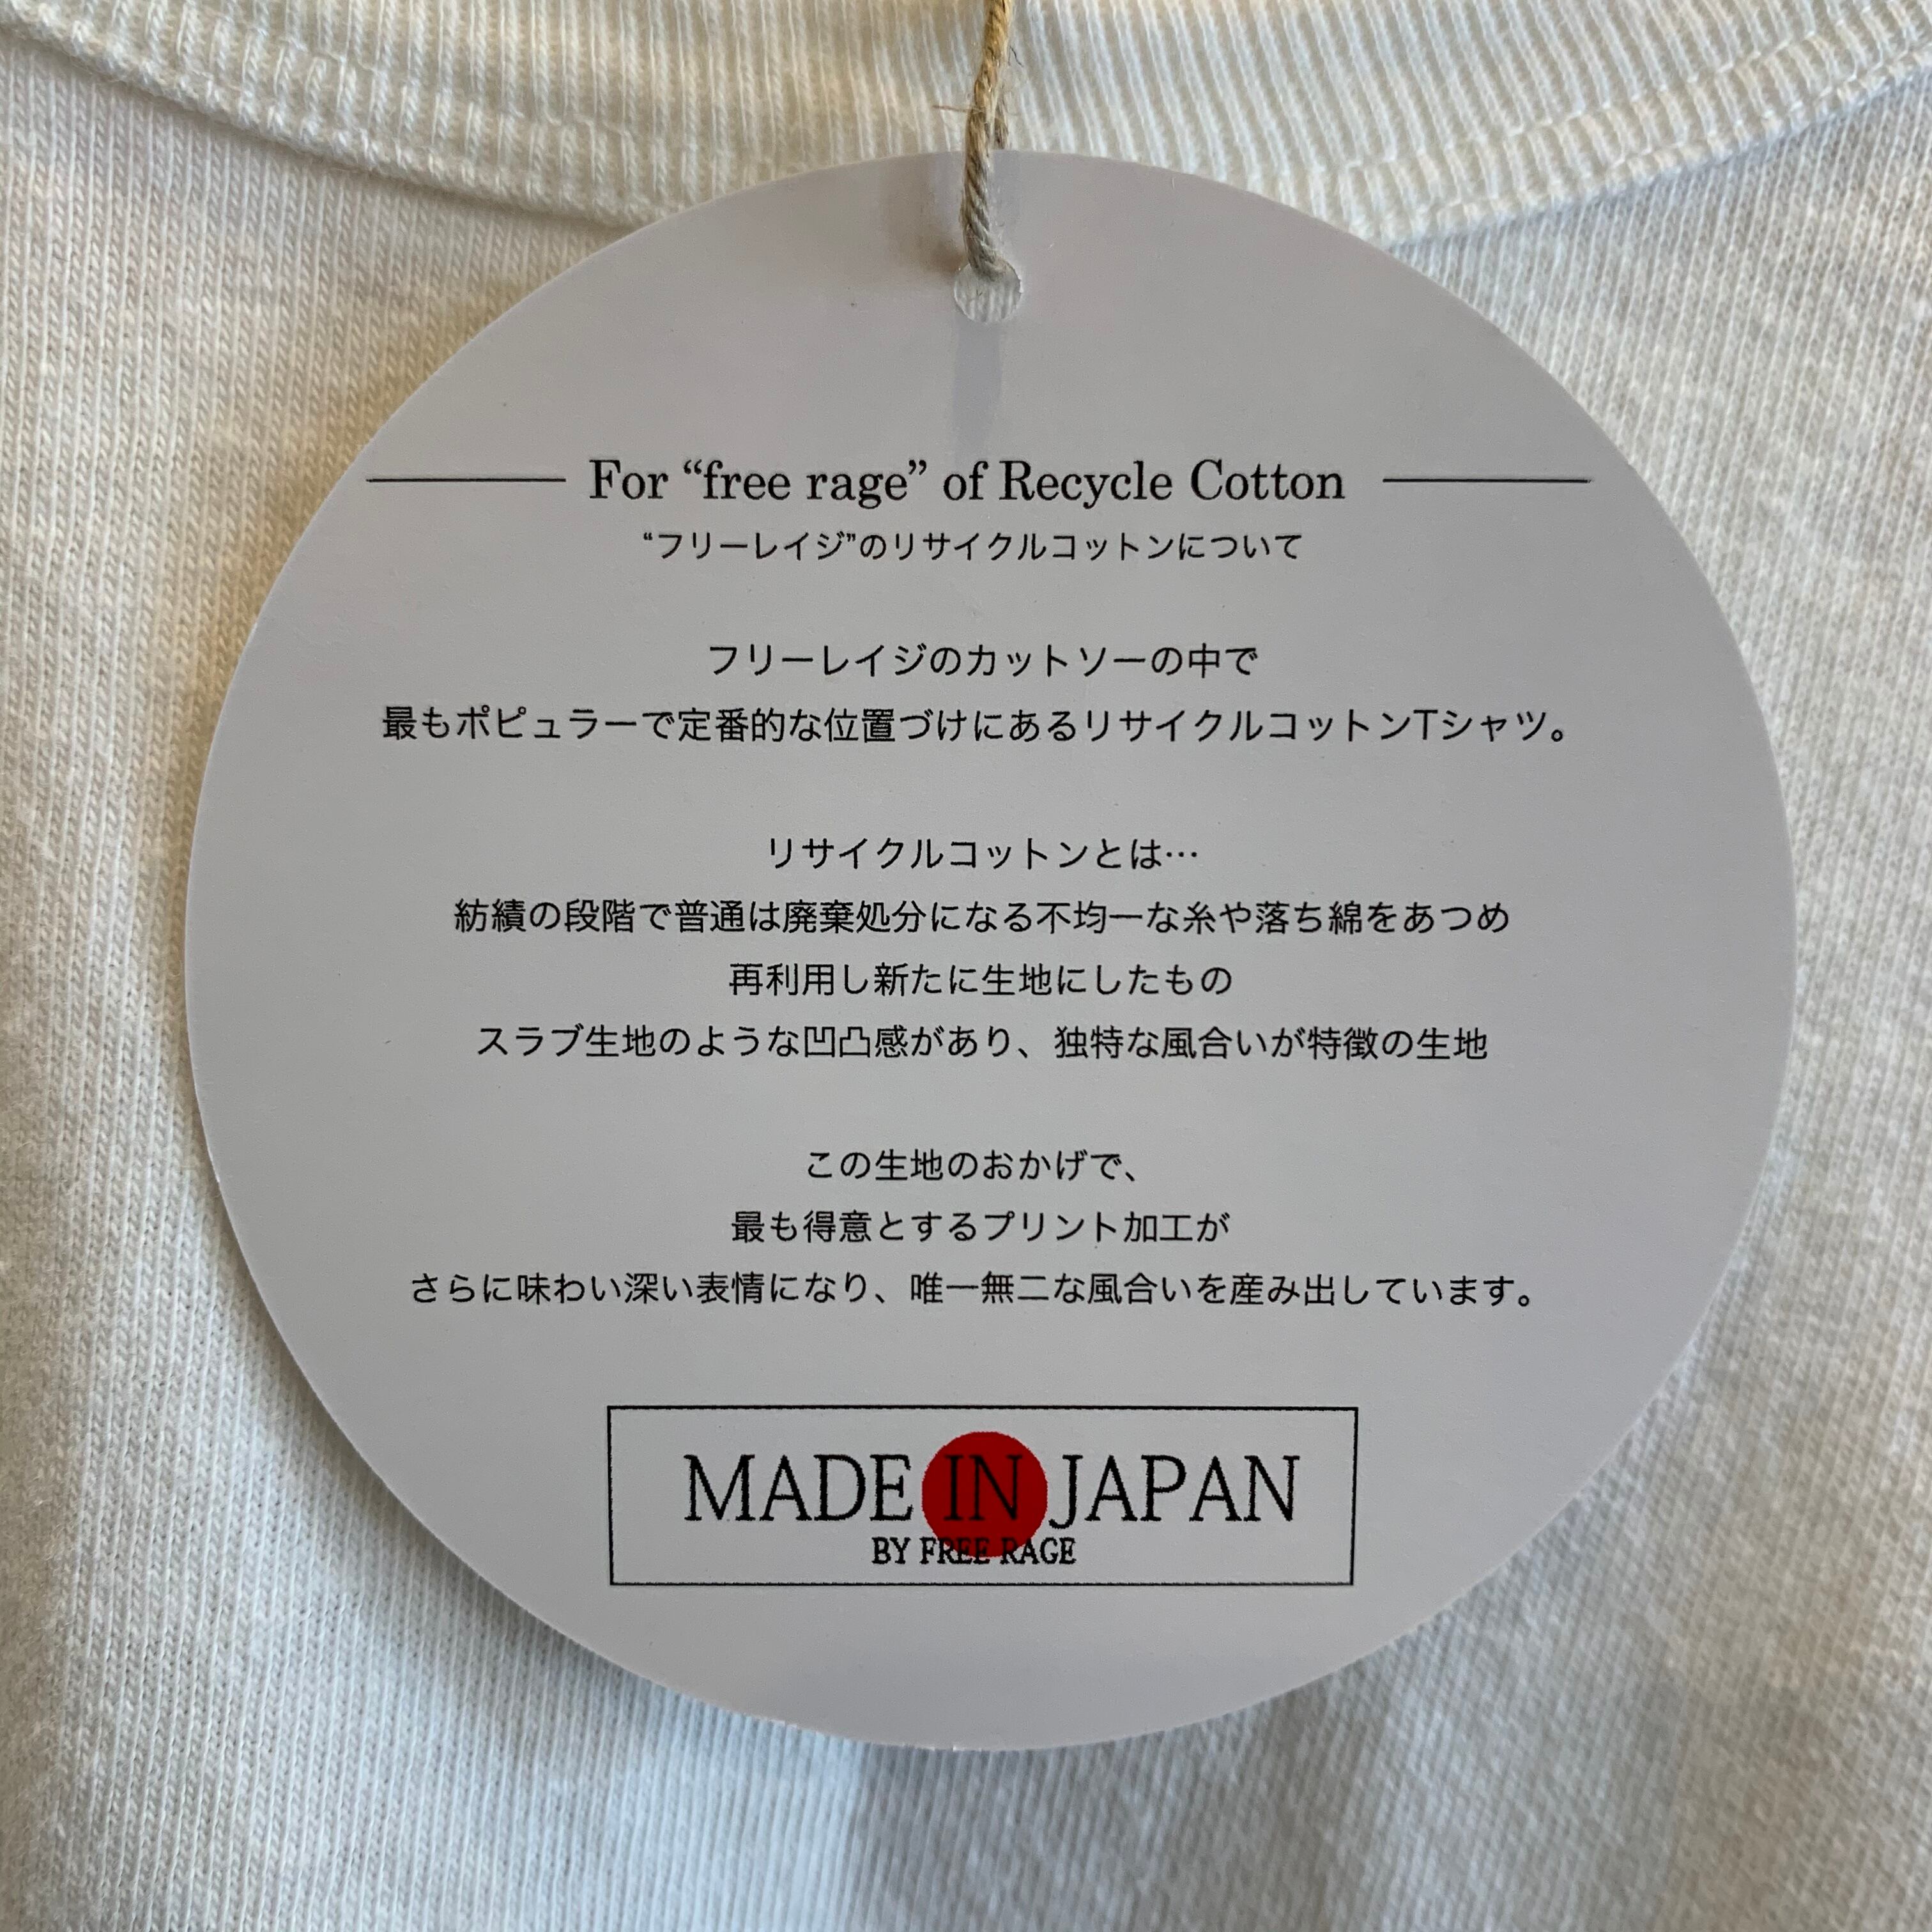 For “free rage” of Recycle Cotton
“フリーレイジ”のリサイクルコットンについて
フリーレイジのカットソーの中で
最もポピュラーで定番的な位置づけにあるリサイクルコットンTシャツ。
リサイクルコットンとは…
紡績の段階で普通は廃棄処分になる不均一な糸や落ち綿をあつめ
再利用し新たに生地にしたもの
スラブ生地のような凹凸感があり、独特な風合いが特徴の生地
この生地のおかげで、
最も得意とするプリント加工が
さらに味わい深い表情になり、唯一無二な風合いを産み出しています。
MADE IN JAPAN
BY FREE RAGE